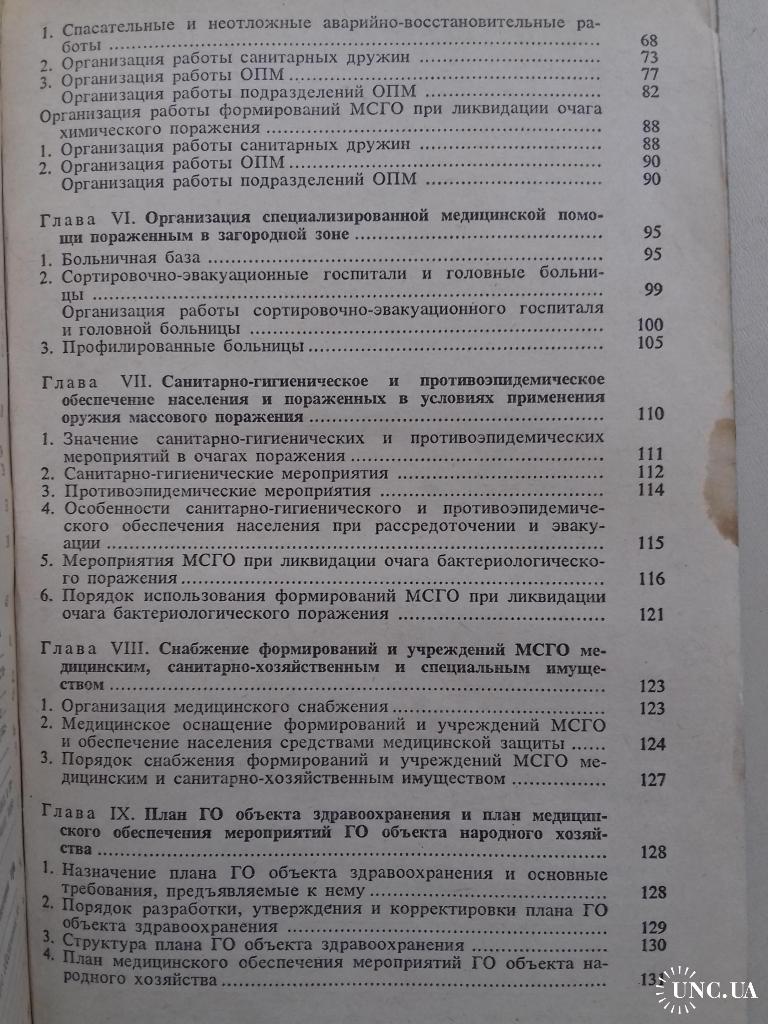 1. Спасательные и неотложные аварийно-восстановительные ра-
боты ........ 68
2. Организация работы санитарных дружин ........ 73
3. Организация работы ОПМ ........ 77
Организация работы подразделений ОПМ ........ 82
Организация работы формирований МСГО при ликвидации очага
химического поражения ........ 88
1. Организация работы санитарных дружин ........ 88
2. Организация работы ОПМ ........ 90
Организация работы подразделений ОПМ ........ 90
Глава VI. Организация специализированной медицинской помо-
щи пораженным в загородной зоне ........ 95
1. Больничная база ........ 95
2. Сортировочно-эвакуационные госпитали и головные больни-
цы ........ 99
Организация работы сортировочно-эвакуационного госпиталя
и головной больницы ........ 100
3. Профилированные больницы ........ 105
Глава VII. Санитарно-гигиеническое и противоэпидемическое
обеспечение населения и пораженных в условиях применения
оружия массового поражения ........ 110
1. Значение санитарно-гигиенических и противоэпидемических
мероприятий в очагах поражения ........ 111
2. Санитарно-гигиенические мероприятия ........ 112
3. Противоэпидемические мероприятия ........ 114
4. Особенности санитарно-гигиенического и противоэпидемиче-
ского обеспечения населения при рассредоточении и эваку-
ации ........ 115
5. Мероприятия МСГО при ликвидации очага бактериологическо-
го поражения ........ 116
6. Порядок использования формирований МСГО при ликвидации
очага бактериологического поражения ........ 121
Глава VIII. Снабжение формирований и учреждений МСГО ме-
дицинским, санитарно-хозяйственным и специальным имуще-
ством ........ 123
1. Организация медицинского снабжения ........ 123
2. Медицинское оснащение формирований и учреждений МСГО
и обеспечение населения средствами медицинской защиты ...... 124
3. Порядок снабжения формирований и учреждений МСГО ме-
дицинским и санитарно-хозяйственным имуществом ........ 127
Глава IX. План ГО объекта здравоохранения и план медицин-
ского обеспечения мероприятий ГО объекта народного хозяй-
ства ........ 128
1. Назначение плана ГО объекта здравоохранения и основные
требования, предъявляемые к нему ........ 128
2. Порядок разработки, утверждения и корректировки плана ГО
объекта здравоохранения ........ 129
3. Структура плана ГО объекта здравоохранения ........ 130
4. План медицинского обеспечения мероприятий ГО объекта на-
родного хозяйства ........ 131
UNC.UA